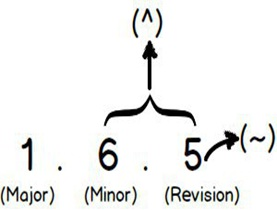 (^)
1 . 6 . 5 (~)
(Major) (Minor) (Revision)